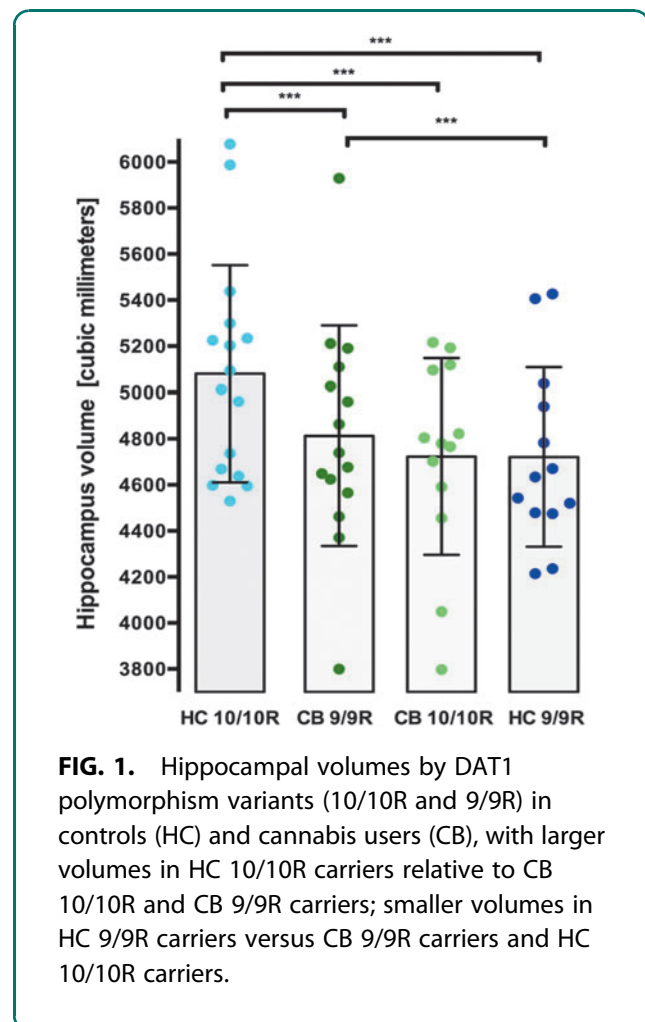 ***
***
***
***
Hippocampus volume [cubic millimeters]
6000
5800
5600
5400
5200
5000
4800
4600
4400
4200
4000
3800
HC 10/10R CB 9/9R CB 10/10R HC 9/9R
FIG. 1. Hippocampal volumes by DAT1
polymorphism variants (10/10R and 9/9R) in
controls (HC) and cannabis users (CB), with larger
volumes in HC 10/10R carriers relative to CB
10/10R and CB 9/9R carriers; smaller volumes in
HC 9/9R carriers versus CB 9/9R carriers and HC
10/10R carriers.